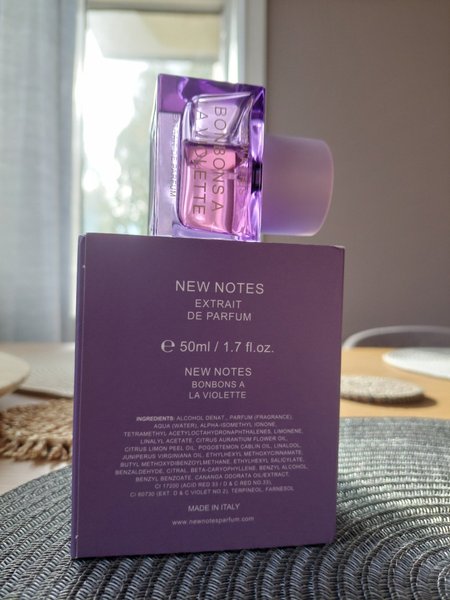 BONBONS A
LA VIOLETTE
NEW NOTES
EXTRAIT
DE PARFUM
℮ 50ml / 1.7 fl.oz.
NEW NOTES
BONBONS A
LA VIOLETTE
INGREDIENTS: ALCOHOL DENAT., PARFUM (FRAGRANCE),
AQUA (WATER), ALPHA-ISOMETHYL IONONE,
TETRAMETHYL ACETYLOCTAHYDRONAPHTHALENES, LIMONENE,
LINALYL ACETATE, CITRUS AURANTIUM FLOWER OIL,
CITRUS LIMON PEEL OIL, POGOSTEMON CABLIN OIL, LINALOOL,
JUNIPERUS VIRGINIANA OIL, ETHYLHEXYL METHOXYCINNAMATE,
BUTYL METHOXYDIBENZOYLMETHANE, ETHYLHEXYL SALICYLATE,
BENZALDEHYDE, CITRAL, BETA-CARYOPHYLLENE, BENZYL ALCOHOL,
BENZYL BENZOATE, CANANGA ODORATA OIL/EXTRACT,
CI 17200 (ACID RED 33 / D & C RED NO.33),
CI 60730 (EXT. D & C VIOLET NO 2), TERPINEOL, FARNESOL
MADE IN ITALY
www.newnotesparfum.com